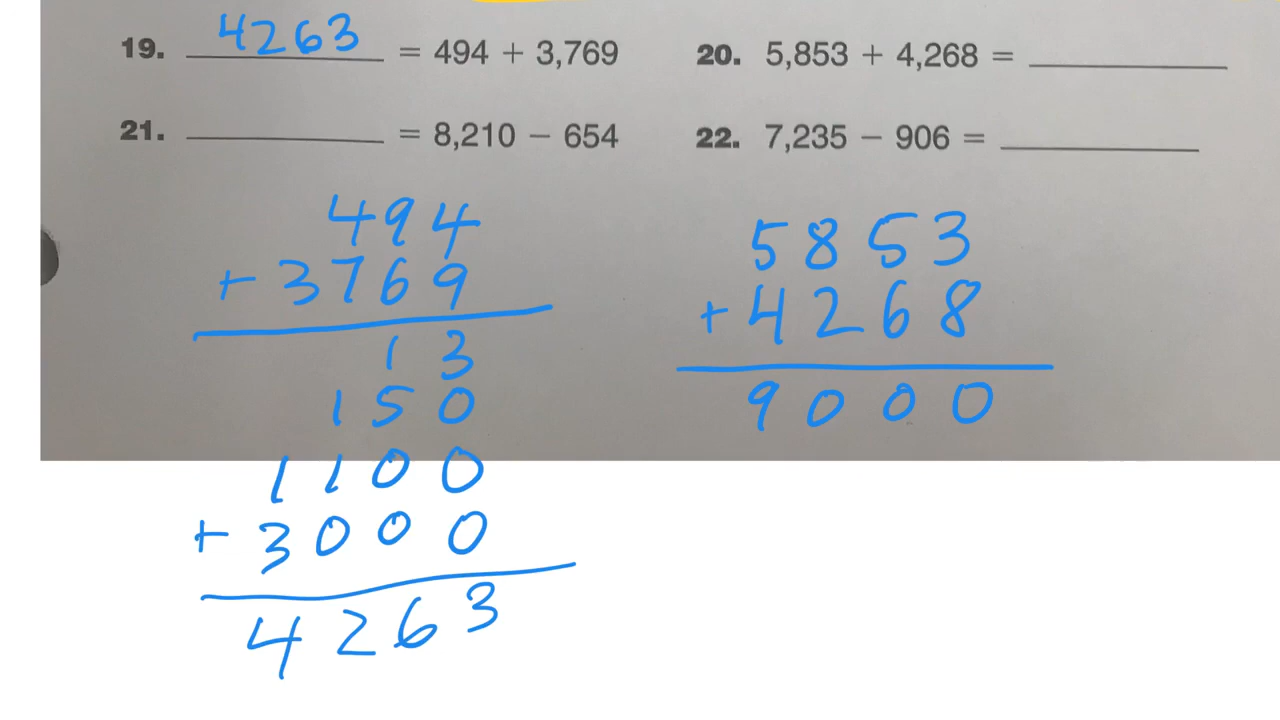 19. 4263 = 494 + 3,769
20. 5,853 + 4,268 = 
21. = 8,210 − 654
22. 7,235 − 906 = 
494
+ 3769
13
150
1100
+ 3000
4263
5853
+ 4268
9000